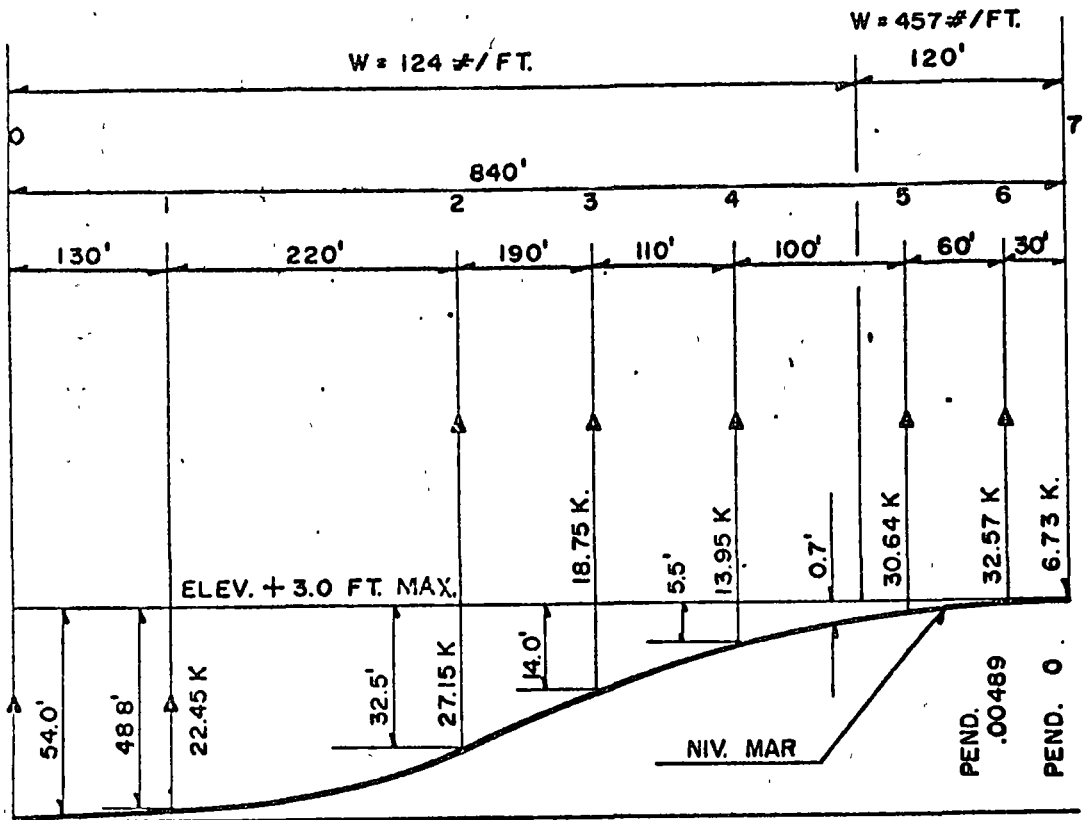 W = 457 #/FT.
W = 124 #/FT.
120'
0
7
840'
1
2
3
4
5
6
130'
220'
190'
110'
100'
60'
30'
18.75 K.
13.95 K
30.64 K
32.57 K
6.73 K.
5.5'
0.7'
ELEV. + 3.0 FT. MAX.
54.0'
48 8'
22.45 K
32.5'
27.15 K
14.0'
NIV. MAR
PEND.
.00489
PEND. 0